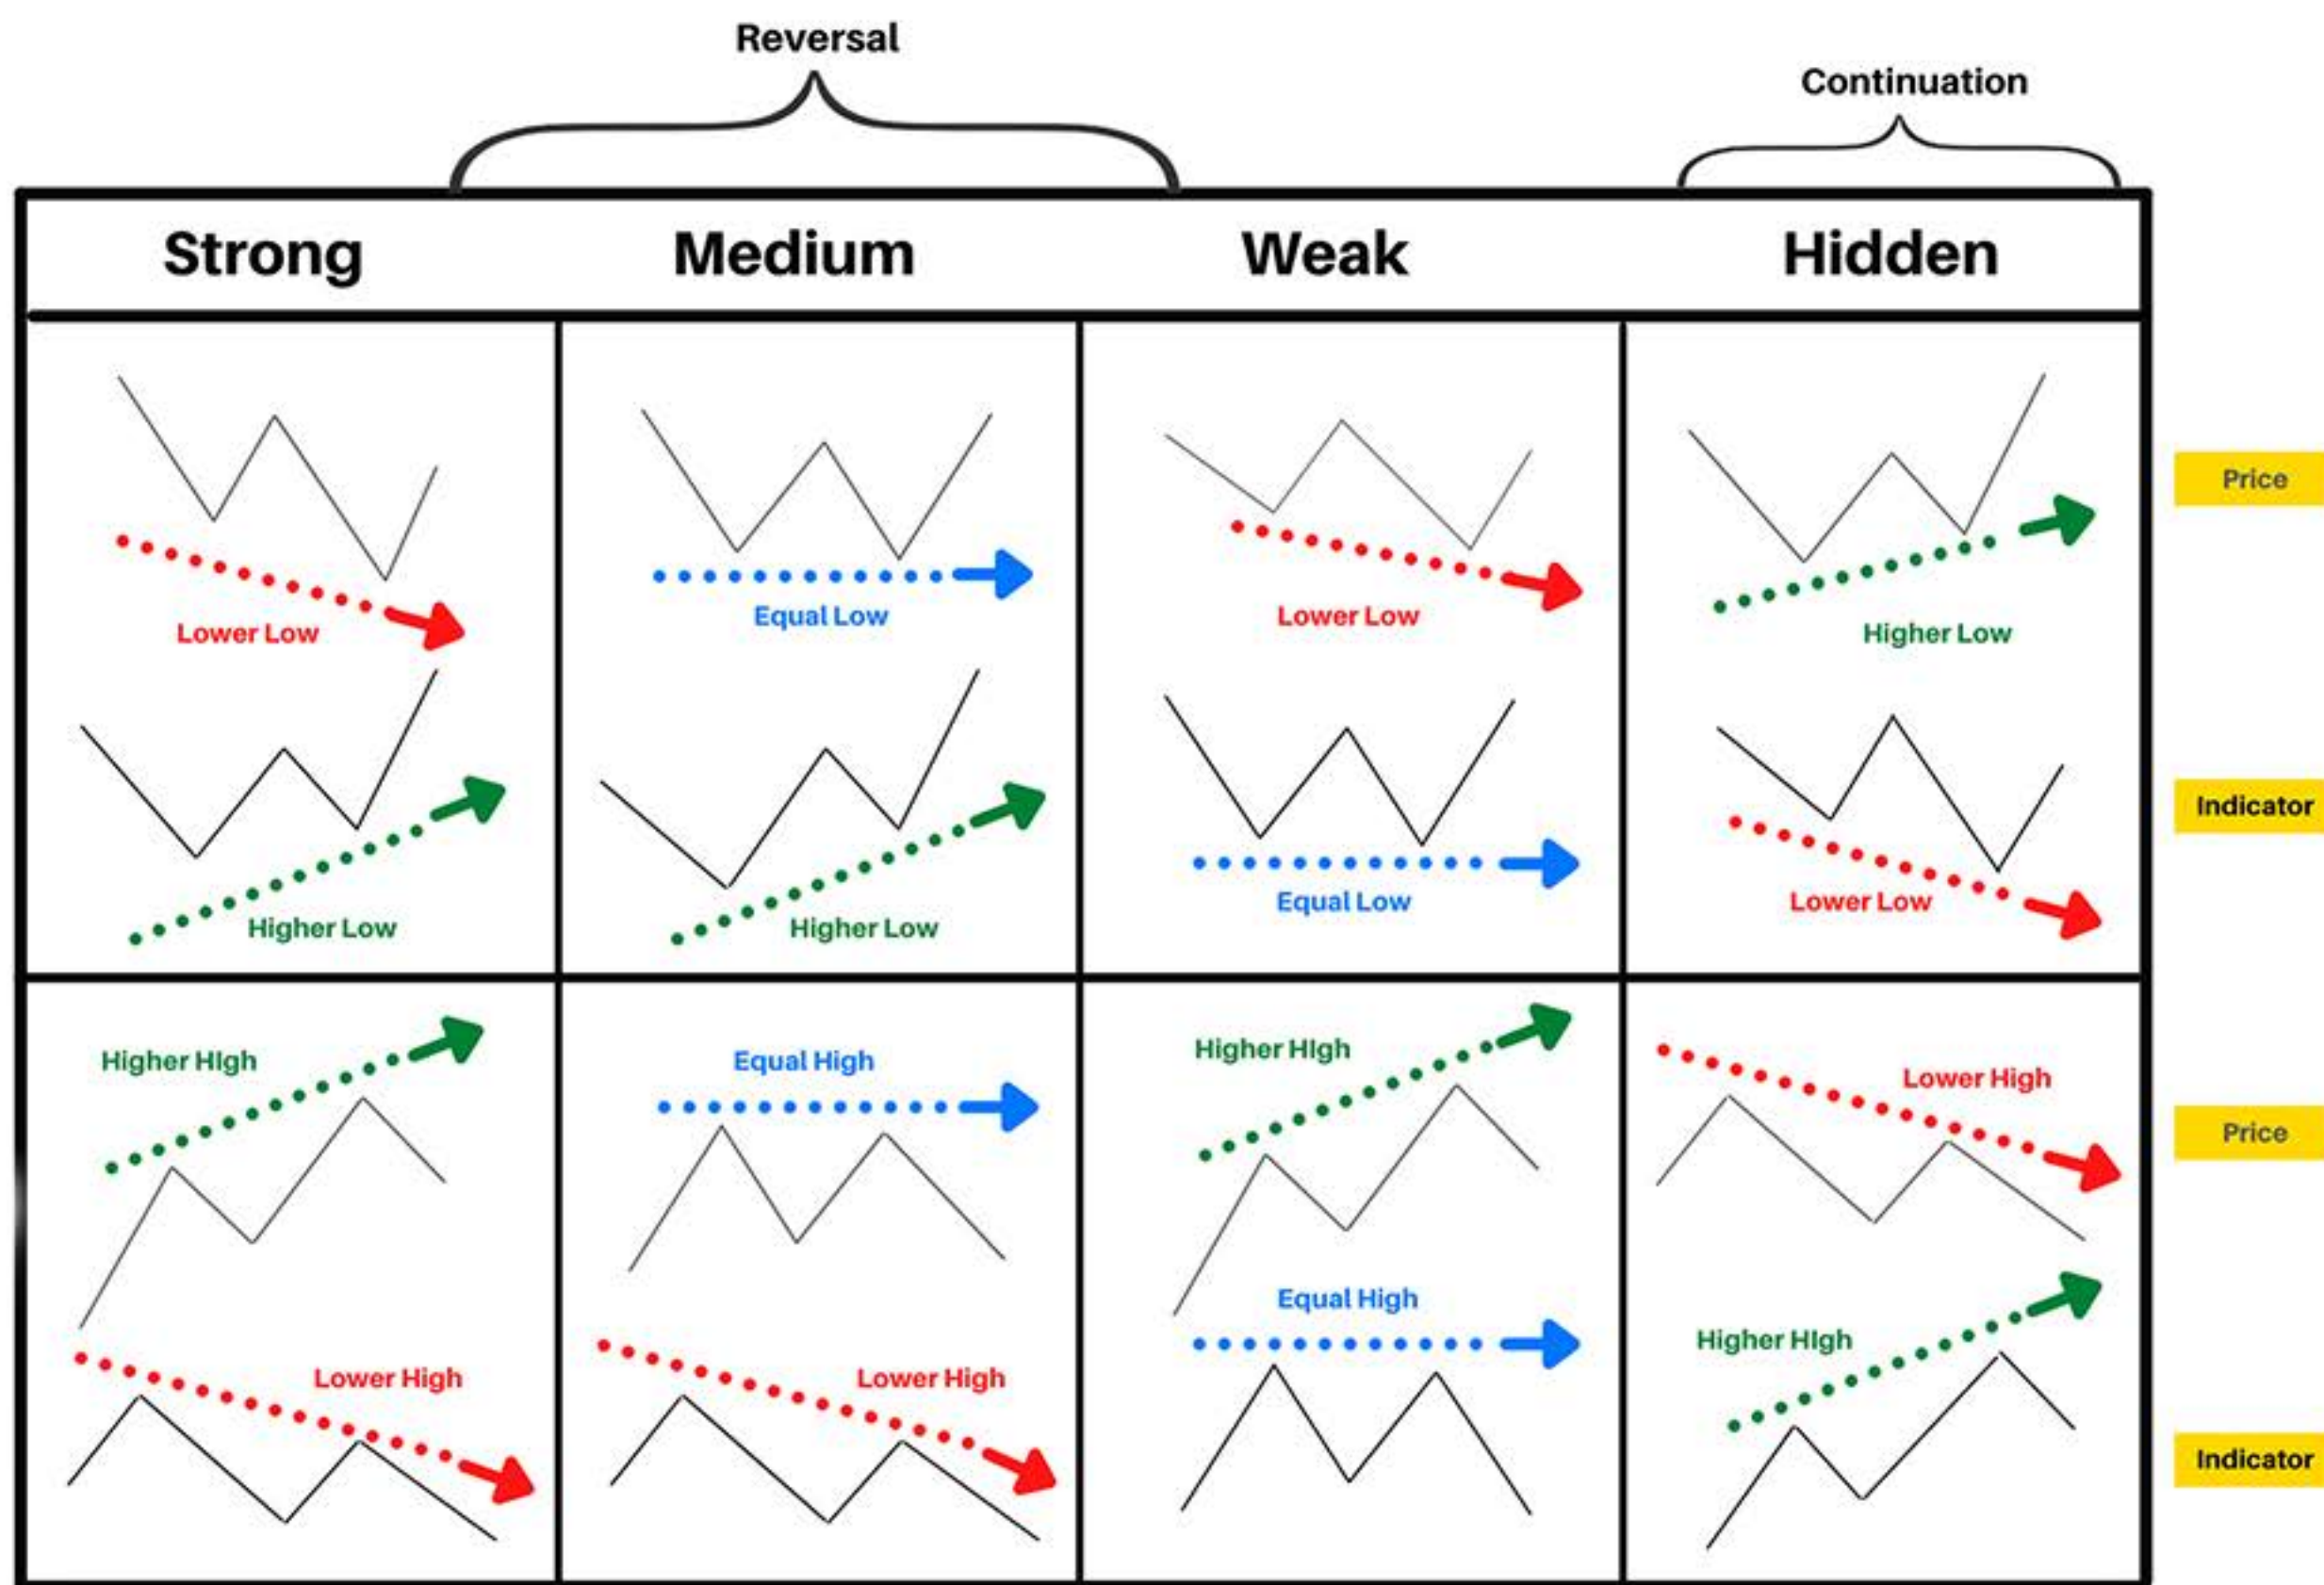 Reversal
Continuation
Strong
Medium
Weak
Hidden
Price
Lower Low
Equal Low
Lower Low
Higher Low
Indicator
Higher Low
Higher Low
Equal Low
Lower Low
Higher HIgh
Equal High
Higher HIgh
Lower High
Price
Lower High
Lower High
Equal High
Higher HIgh
Indicator